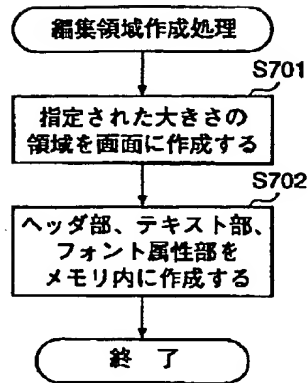 編集領域作成処理
S701
指定された大きさの
領域を画面に作成する
S702
ヘッダ部、テキスト部、
フォント属性部を
メモリ内に作成する
終 了